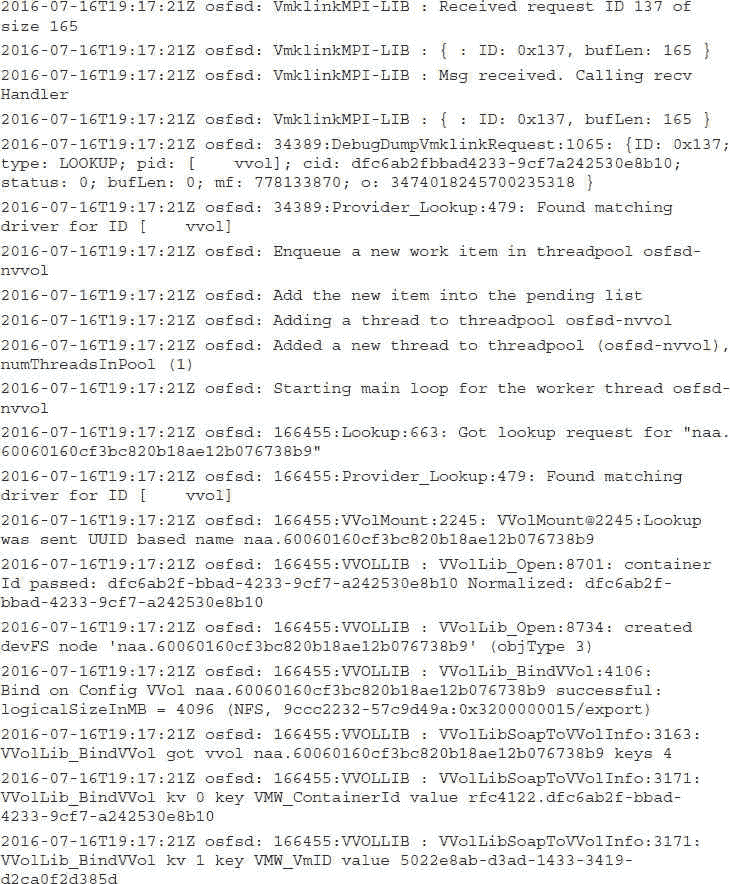 2016-07-16T19:17:21Z osfsd: VmklinkMPI-LIB : Received request ID 137 of
size 165
2016-07-16T19:17:21Z osfsd: VmklinkMPI-LIB : { : ID: 0x137, bufLen: 165 }
2016-07-16T19:17:21Z osfsd: VmklinkMPI-LIB : Msg received. Calling recv
Handler
2016-07-16T19:17:21Z osfsd: VmklinkMPI-LIB : { : ID: 0x137, bufLen: 165 }
2016-07-16T19:17:21Z osfsd: 34389:DebugDumpVmklinkRequest:1065: {ID: 0x137;
type: LOOKUP; pid: [    vvol]; cid: dfc6ab2fbbad4233-9cf7a242530e8b10;
status: 0; bufLen: 0; mf: 778133870; o: 3474018245700235318 }
2016-07-16T19:17:21Z osfsd: 34389:Provider_Lookup:479: Found matching
driver for ID [    vvol]
2016-07-16T19:17:21Z osfsd: Enqueue a new work item in threadpool osfsd-
nvvol
2016-07-16T19:17:21Z osfsd: Add the new item into the pending list
2016-07-16T19:17:21Z osfsd: Adding a thread to threadpool osfsd-nvvol
2016-07-16T19:17:21Z osfsd: Added a new thread to threadpool (osfsd-nvvol),
numThreadsInPool (1)
2016-07-16T19:17:21Z osfsd: Starting main loop for the worker thread osfsd-
nvvol
2016-07-16T19:17:21Z osfsd: 166455:Lookup:663: Got lookup request for "naa.
60060160cf3bc820b18ae12b076738b9"
2016-07-16T19:17:21Z osfsd: 166455:Provider_Lookup:479: Found matching
driver for ID [    vvol]
2016-07-16T19:17:21Z osfsd: 166455:VVolMount:2245: VVolMount@2245:Lookup
was sent UUID based name naa.60060160cf3bc820b18ae12b076738b9
2016-07-16T19:17:21Z osfsd: 166455:VVOLLIB : VVolLib_Open:8701: container
Id passed: dfc6ab2f-bbad-4233-9cf7-a242530e8b10 Normalized: dfc6ab2f-
bbad-4233-9cf7-a242530e8b10
2016-07-16T19:17:21Z osfsd: 166455:VVOLLIB : VVolLib_Open:8734: created
devFS node 'naa.60060160cf3bc820b18ae12b076738b9' (objType 3)
2016-07-16T19:17:21Z osfsd: 166455:VVOLLIB : VVolLib_BindVVol:4106:
Bind on Config VVol naa.60060160cf3bc820b18ae12b076738b9 successful:
logicalSizeInMB = 4096 (NFS, 9ccc2232-57c9d49a:0x3200000015/export)
2016-07-16T19:17:21Z osfsd: 166455:VVOLLIB : VVolLibSoapToVVolInfo:3163:
VVolLib_BindVVol got vvol naa.60060160cf3bc820b18ae12b076738b9 keys 4
2016-07-16T19:17:21Z osfsd: 166455:VVOLLIB : VVolLibSoapToVVolInfo:3171:
VVolLib_BindVVol kv 0 key VMW_ContainerId value rfc4122.dfc6ab2f-bbad-
4233-9cf7-a242530e8b10
2016-07-16T19:17:21Z osfsd: 166455:VVOLLIB : VVolLibSoapToVVolInfo:3171:
VVolLib_BindVVol kv 1 key VMW_VmID value 5022e8ab-d3ad-1433-3419-
d2ca0f2d385d